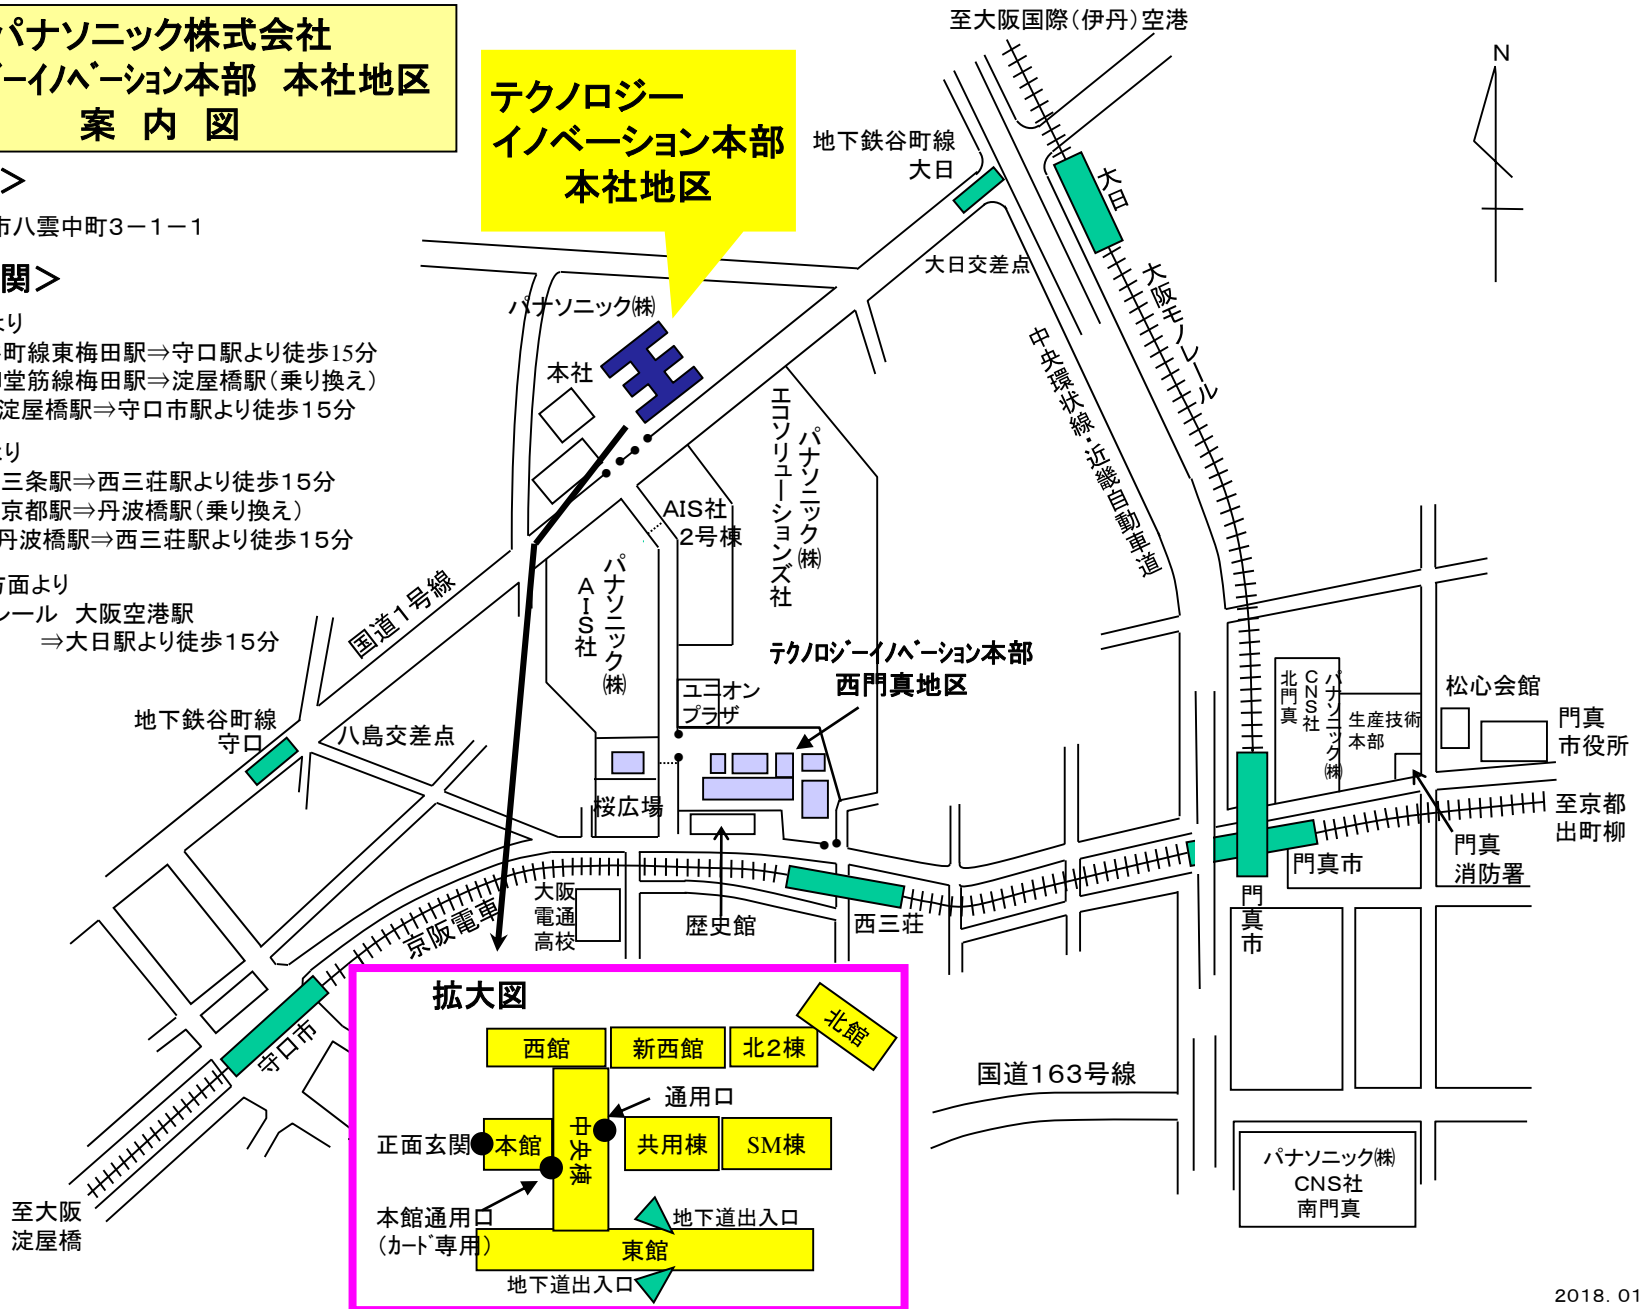 パナソニック株式会社
ジーイノベーション本部　本社地区
案　内　図
＞
市八雲中町3－1－1
関＞
より
町線東梅田駅⇒守口駅より徒歩15分
堂筋線梅田駅⇒淀屋橋駅(乗り換え)
淀屋橋駅⇒守口市駅より徒歩15分
より
三条駅⇒西三荘駅より徒歩15分
京都駅⇒丹波橋駅(乗り換え)
丹波橋駅⇒西三荘駅より徒歩15分
方面より
レール　大阪空港駅
⇒大日駅より徒歩15分
テクノロジー
イノベーション本部
本社地区
至大阪国際(伊丹)空港
N
地下鉄谷町線
大日
大日
大日交差点
大阪モノレール
中央環状線・近畿自動車道
パナソニック㈱
本社
パナソニック㈱
エコソリューションズ社
AIS社
2号棟
パナソニック㈱
AIS社
国道1号線
テクノロジーイノベーション本部
西門真地区
ユニオン
プラザ
地下鉄谷町線
守口
八島交差点
桜広場
パナソニック㈱
CNS社
北門真
生産技術
本部
松心会館
門真
市役所
至京都
出町柳
門真
消防署
門真市
門真市
大阪
電通
高校
京阪電車
歴史館
西三荘
守口市
国道163号線
パナソニック㈱
CNS社
南門真
至大阪
淀屋橋
拡大図
北館
西館
新西館
北2棟
通用口
正面玄関
本館
中央棟
共用棟
SM棟
本館通用口
(カード専用)
地下道出入口
東館
地下道出入口
2018.01